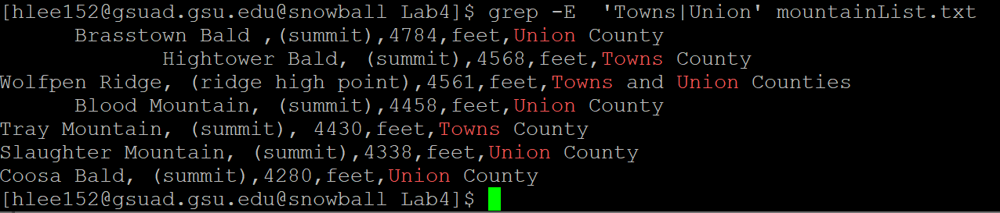 [hlee152@gsuad.gsu.edu@snowball Lab4]$ grep -E  'Towns|Union' mountainList.txt
      Brasstown Bald ,(summit),4784,feet,Union County
             Hightower Bald, (summit),4568,feet,Towns County
Wolfpen Ridge, (ridge high point),4561,feet,Towns and Union Counties
      Blood Mountain, (summit),4458,feet,Union County
Tray Mountain, (summit), 4430,feet,Towns County
Slaughter Mountain, (summit),4338,feet,Union County
Coosa Bald, (summit),4280,feet,Union County
[hlee152@gsuad.gsu.edu@snowball Lab4]$